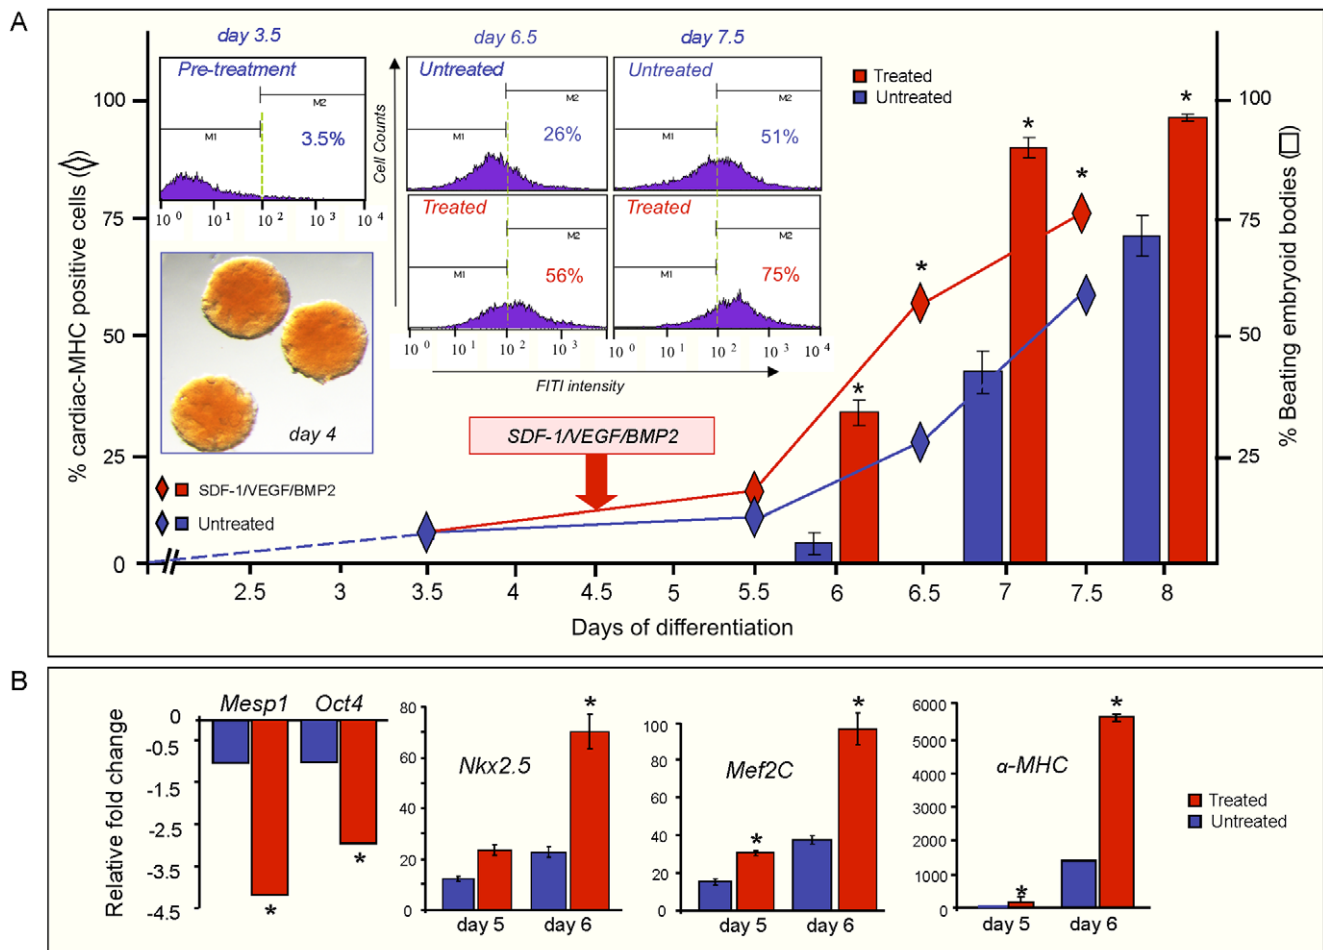 A
day 3.5
day 6.5
day 7.5
Pre-treatment
M2
M1
3.5%
10 0 10 1 10 2 10 3 10 4
Cell Counts
Untreated
M2
M1
26%
Untreated
M2
M1
51%
Treated
M2
M1
56%
Treated
M2
M1
75%
10 0 10 1 10 2 10 3
10 0 10 1 10 2 10 3 10 4
FITI intensity
day 4
Treated
Untreated
% cardiac-MHC positive cells (◊)
100
75
50
25
0
% Beating embryoid bodies (□)
100
75
50
25
SDF-1/VEGF/BMP2
SDF-1/VEGF/BMP2
Untreated
* * * * *
2.5 3 3.5 4 4.5 5 5.5 6 6.5 7 7.5 8
Days of differentiation
B
Relative fold change
Mesp1 Oct4
0
-0.5
-1.5
-2.5
-3.5
-4.5
* *
Nkx2.5
80
70
60
50
40
30
20
10
0
*
day 5 day 6
Mef2C
100
80
60
40
20
0
* *
day 5 day 6
α-MHC
6000
5000
4000
3000
2000
1000
0
* *
day 5 day 6
Treated
Untreated